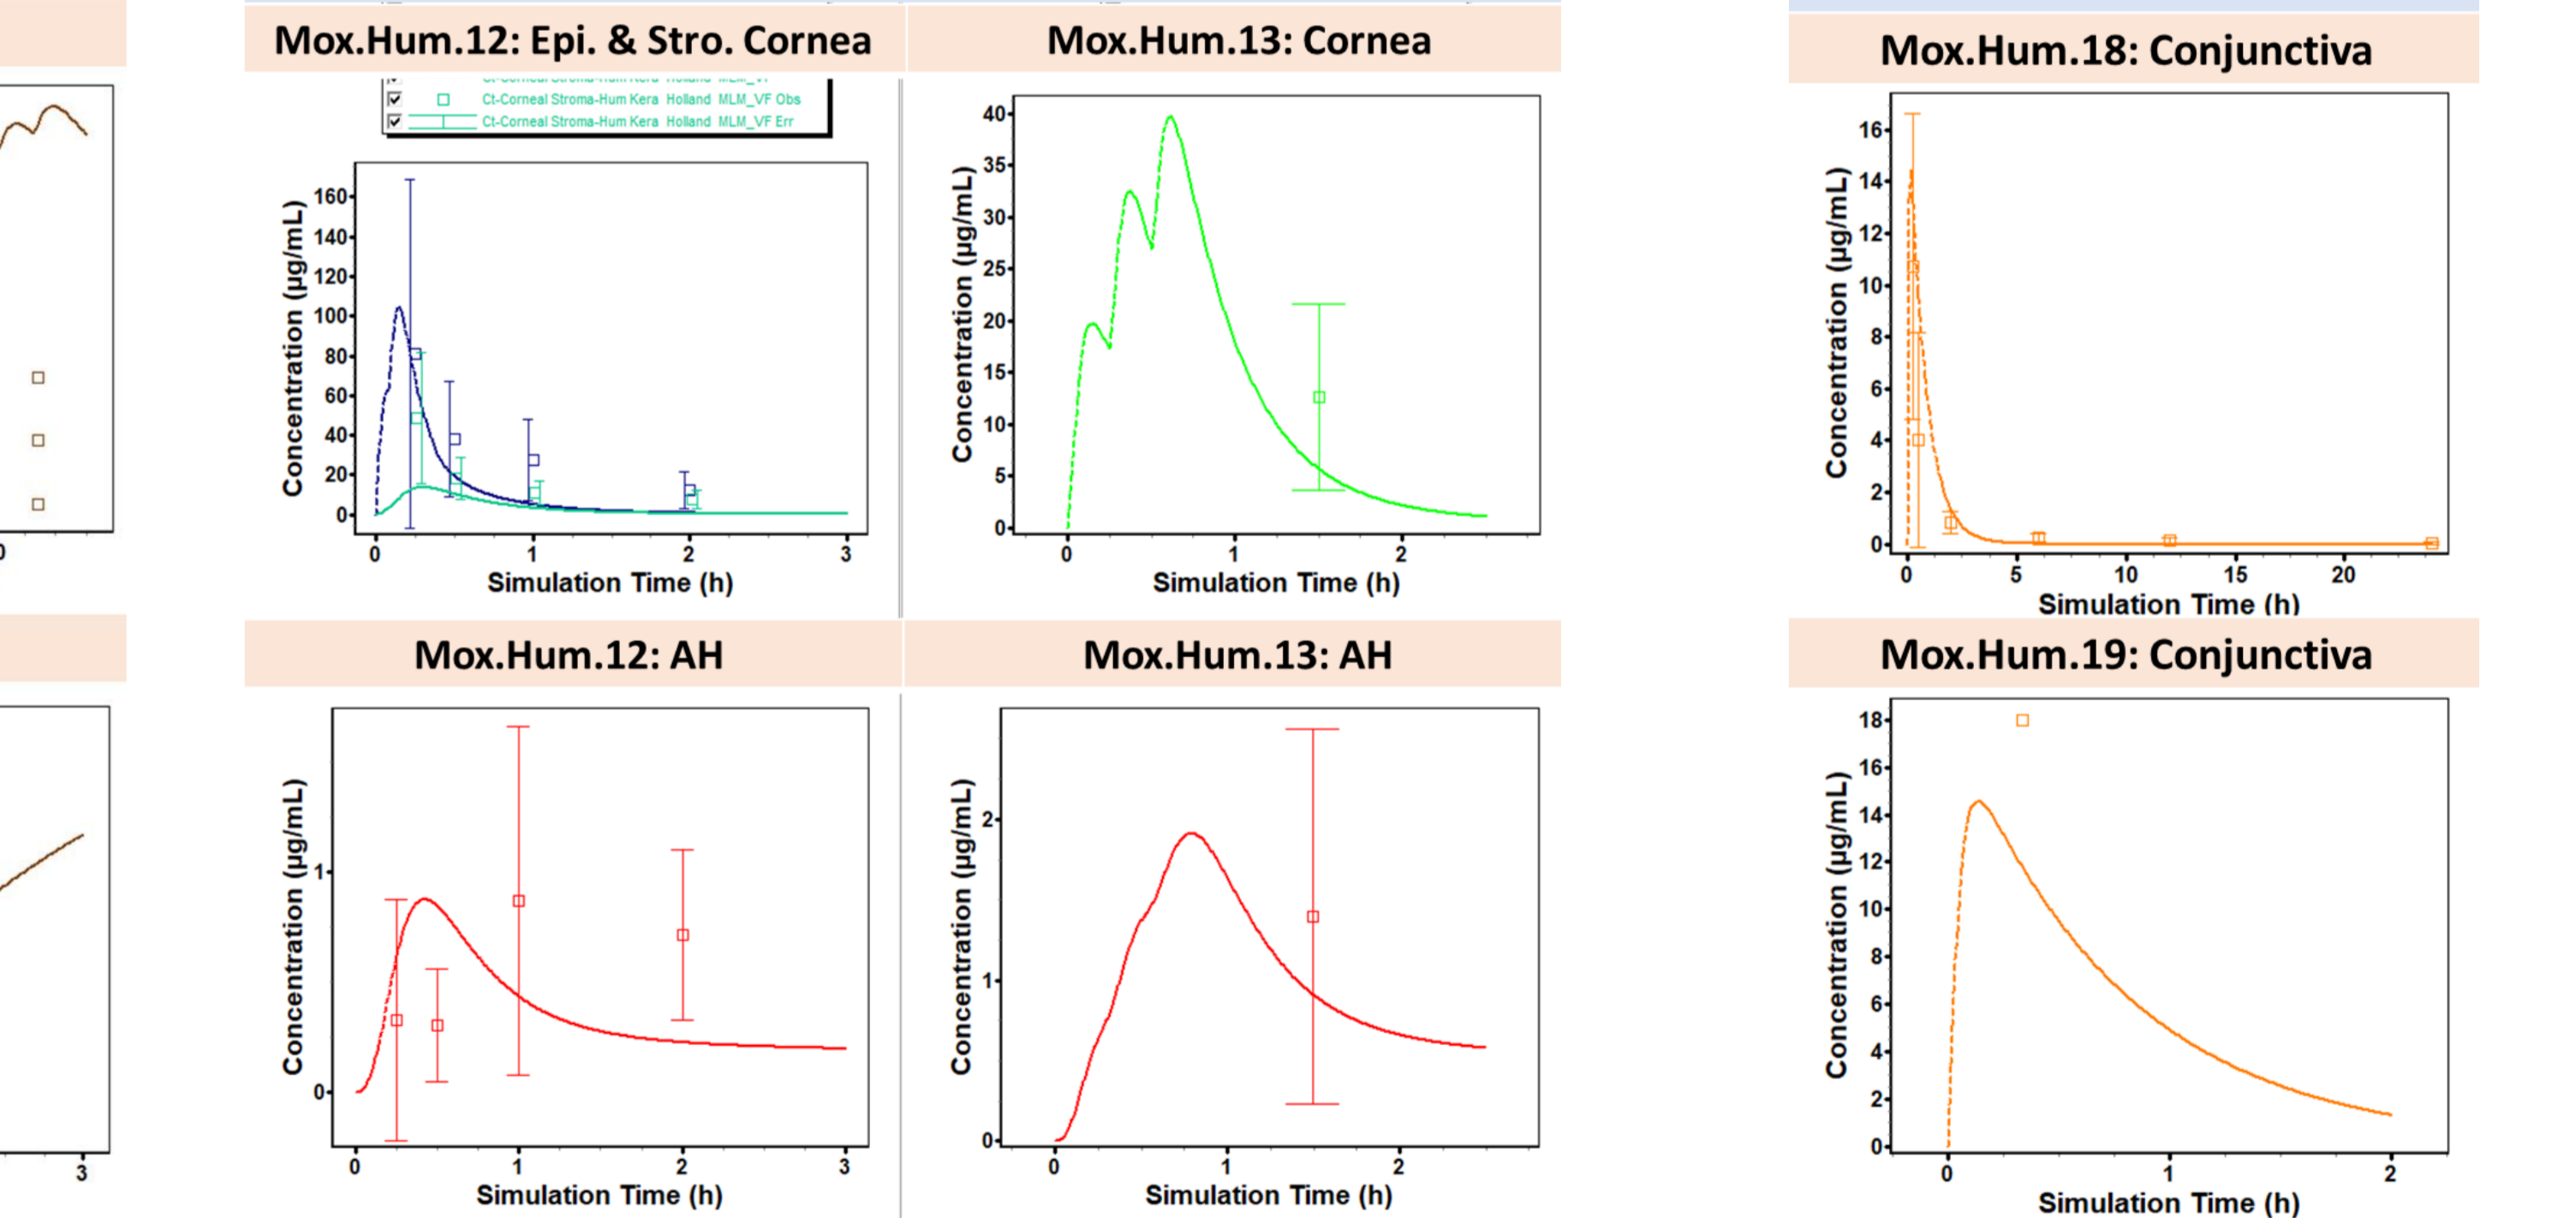 Mox.Hum.12: Epi. & Stro. Cornea
Ct-Corneal Stroma-Hum Kera Holland MLM_VF
Ct-Corneal Stroma-Hum Kera Holland MLM_VF Obs
Ct-Corneal Stroma-Hum Kera Holland MLM_VF Err
Concentration (µg/mL)
160
140
120
100
80
60
40
20
0
0 1 2 3
Simulation Time (h)
Mox.Hum.13: Cornea
Concentration (µg/mL)
40
35
30
25
20
15
10
5
0
0 1 2
Simulation Time (h)
Mox.Hum.18: Conjunctiva
Concentration (µg/mL)
16
14
12
10
8
6
4
2
0
0 5 10 15 20
Simulation Time (h)
3
Mox.Hum.12: AH
Concentration (µg/mL)
1
0
0 1 2 3
Simulation Time (h)
Mox.Hum.13: AH
Concentration (µg/mL)
2
1
0
0 1 2
Simulation Time (h)
Mox.Hum.19: Conjunctiva
Concentration (µg/mL)
18
16
14
12
10
8
6
4
2
0
0 1 2
Simulation Time (h)